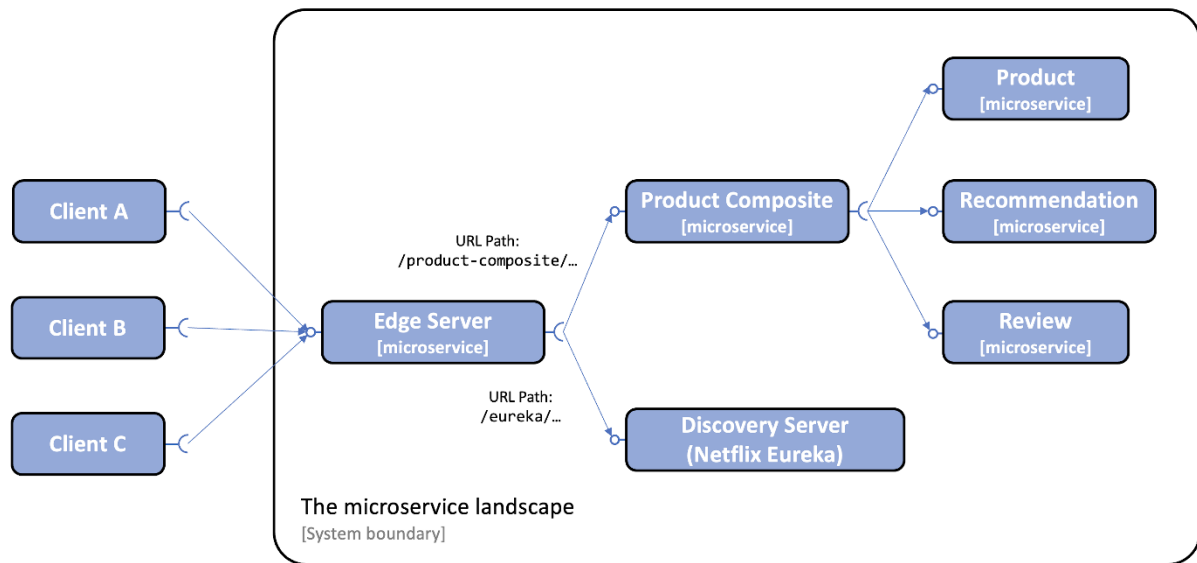 Client A
Client B
Client C
Edge Server
[microservice]
URL Path:
/product-composite/…
URL Path:
/eureka/…
Product Composite
[microservice]
Discovery Server
(Netflix Eureka)
Product
[microservice]
Recommendation
[microservice]
Review
[microservice]
The microservice landscape
[System boundary]